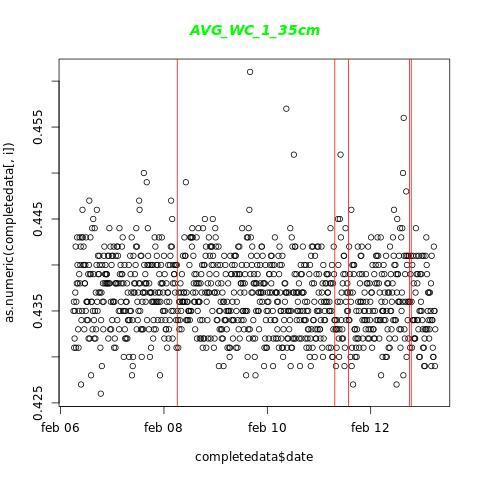 AVG_WC_1_35cm
as.numeric(completedata[, i])
0.455
0.445
0.435
0.425
feb 06 feb 08 feb 10 feb 12
completedata$date